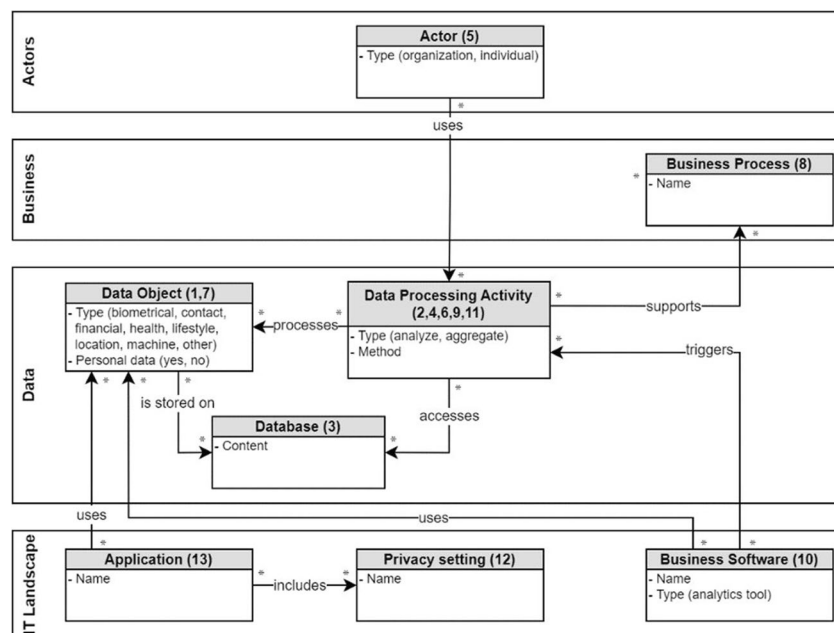 Actors
Actor (5)
- Type (organization, individual)
*
uses
Business
Business Process (8)
- Name
*
*
Data
Data Object (1,7)
- Type (biometrical, contact,
financial, health, lifestyle,
location, machine, other)
- Personal data (yes, no)
*
Data Processing Activity
(2,4,6,9,11)
- Type (analyze, aggregate)
- Method
*
processes
*
*
supports
*
triggers
*
*
*
is stored on
*
accesses
*
Database (3)
- Content
*
*
uses
uses
IT Landscape
*
Application (13)
- Name
*
includes
*
Privacy setting (12)
- Name
*
*
Business Software (10)
- Name
- Type (analytics tool)